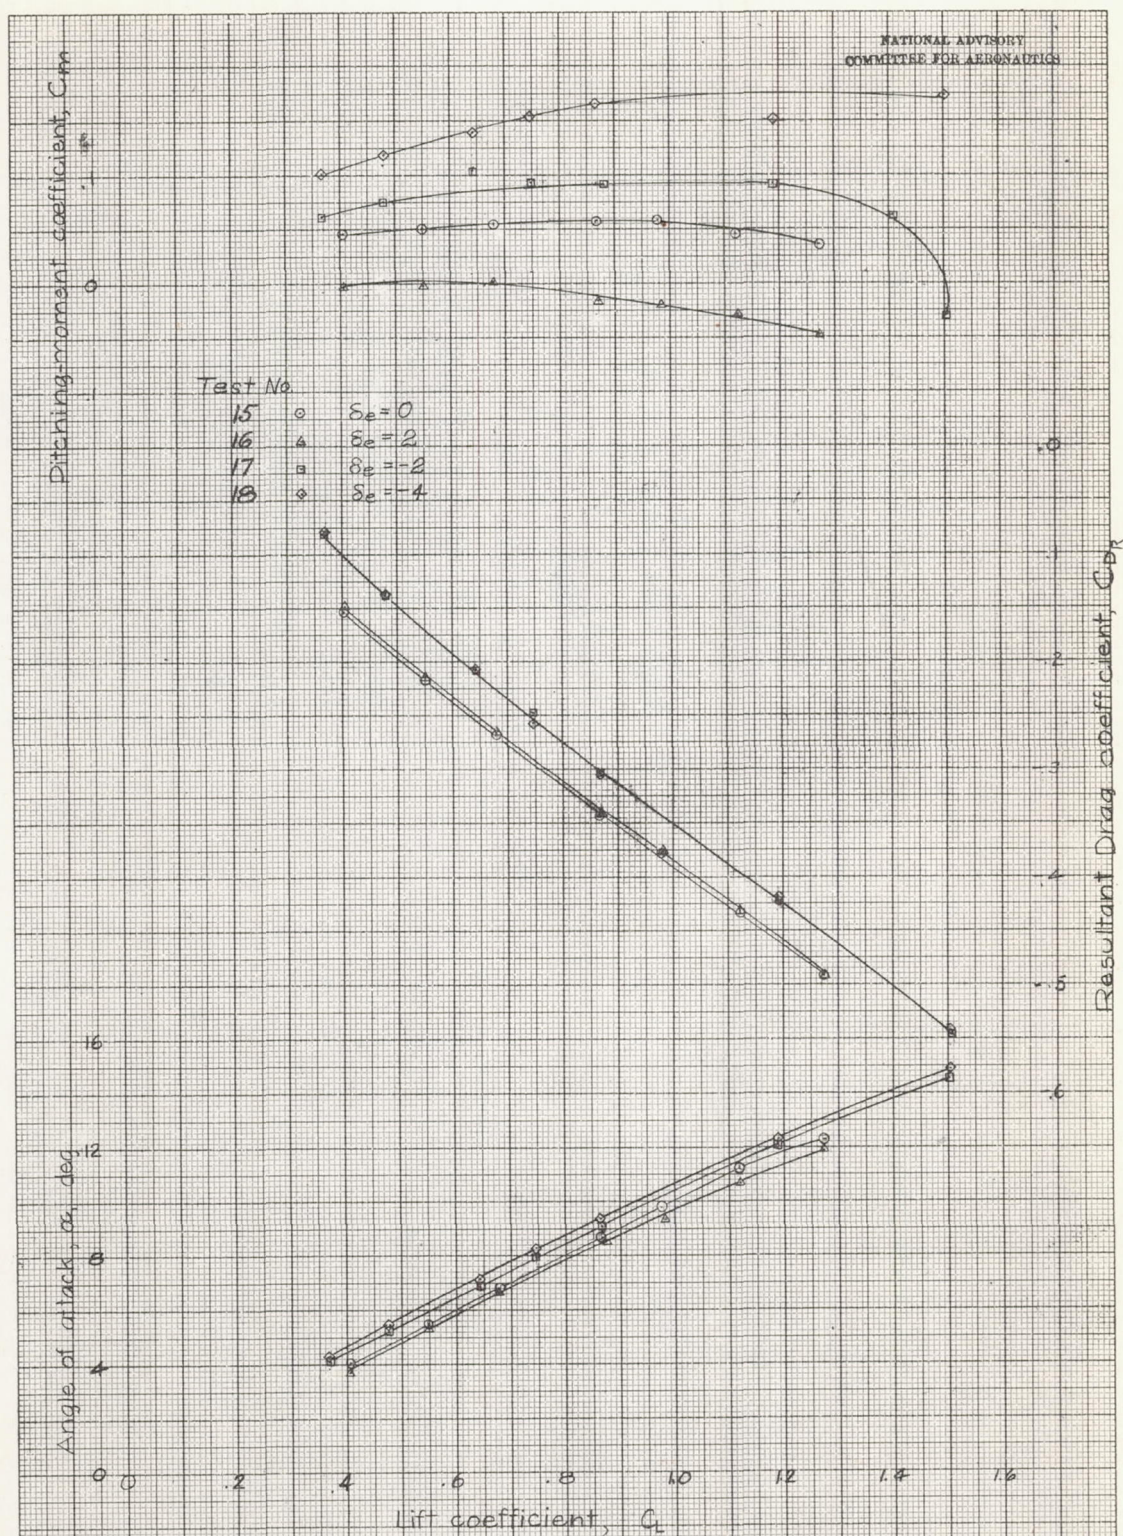 NATIONAL ADVISORY
COMMITTEE FOR AERONAUTICS
Pitching-moment coefficient, Cm
.1
0
-.1
Test No.
15 ⊙ δe = 0
16 △ δe = 2
17 ⊡ δe = -2
18 ◇ δe = -4
Resultant Drag coefficient, CDR
.0
-.1
-.2
-.3
-.4
-.5
-.6
Angle of attack, α, deg
16
12
8
4
0
0 .2 .4 .6 .8 1.0 1.2 1.4 1.6
Lift coefficient, CL